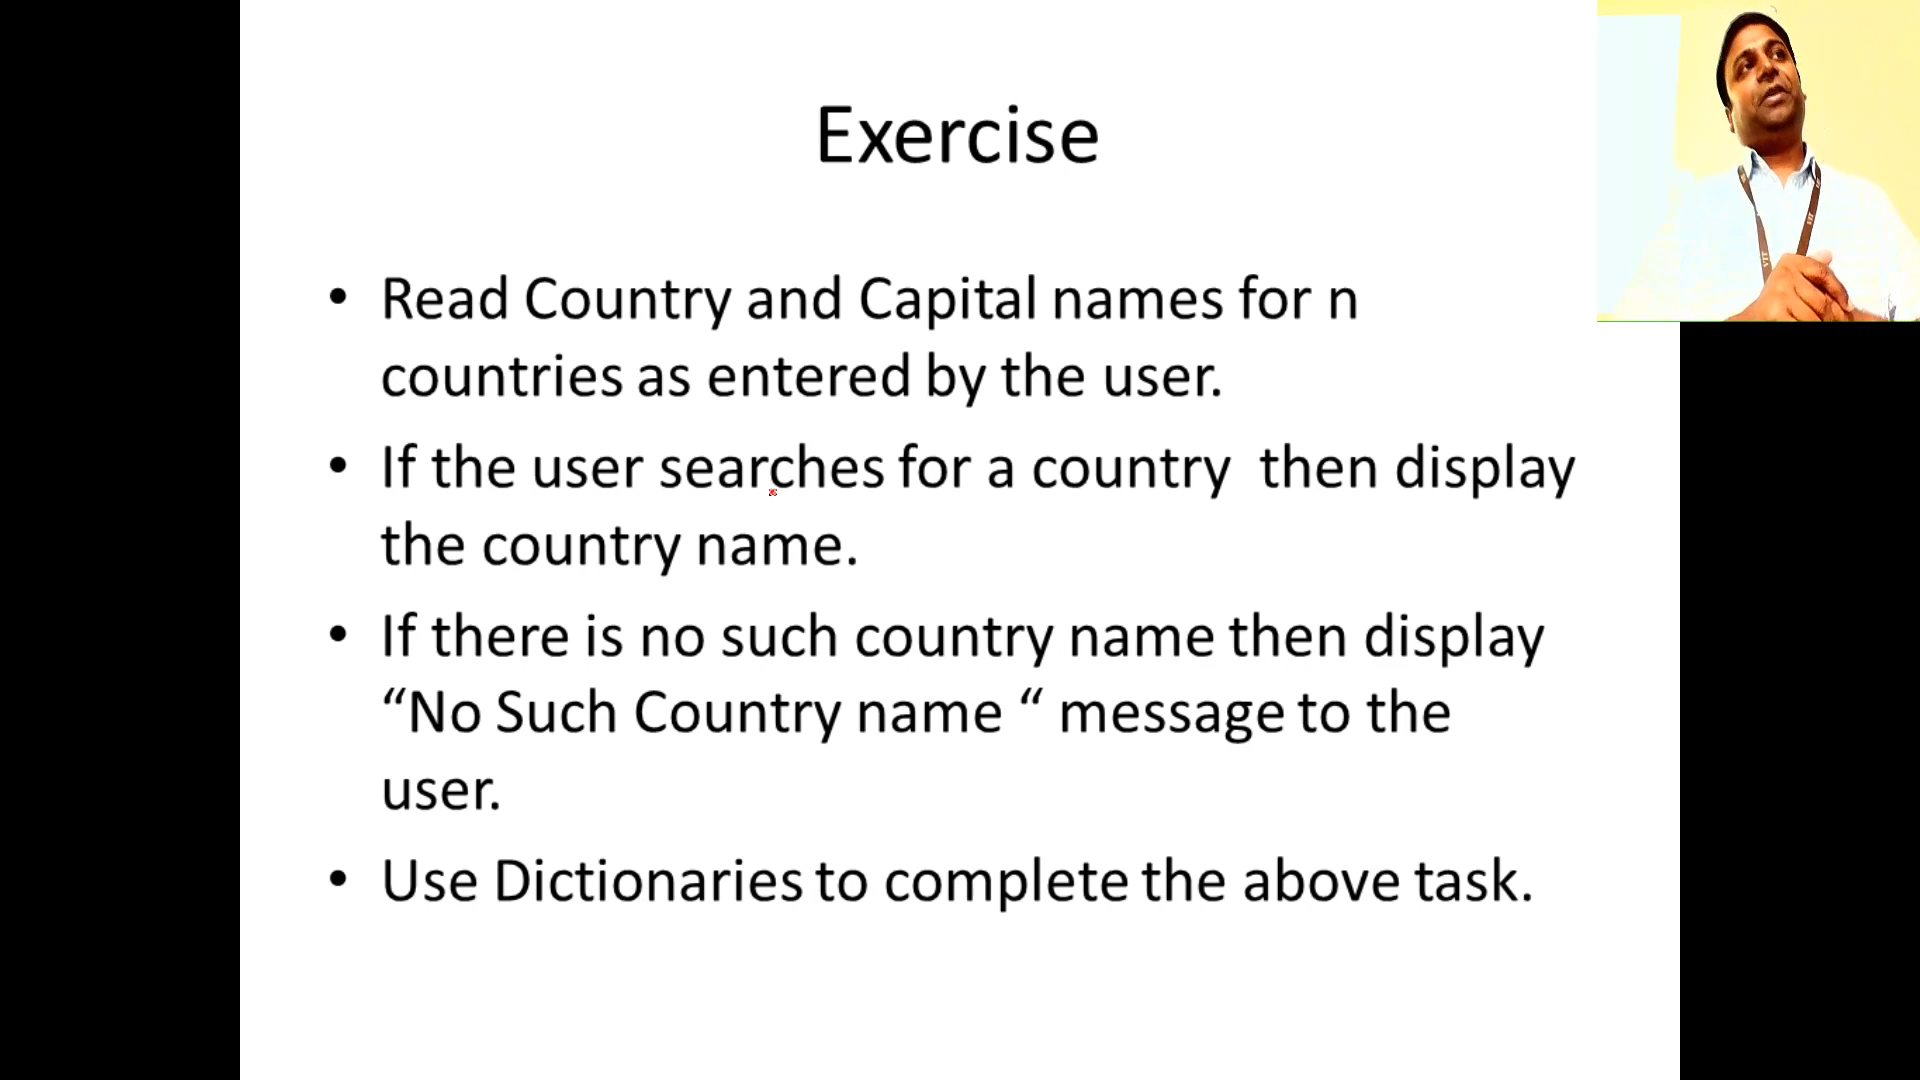 Exercise
• Read Country and Capital names for n
countries as entered by the user.
• If the user searches for a country  then display
the country name.
• If there is no such country name then display
“No Such Country name “ message to the
user.
• Use Dictionaries to complete the above task.
VIT
VIT